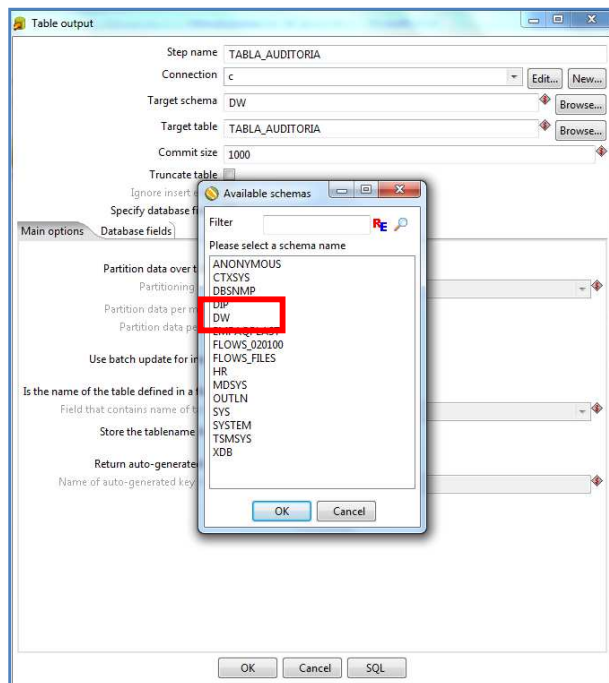 Table output
Step name TABLA_AUDITORIA
Connection c Edit... New...
Target schema DW Browse...
Target table TABLA_AUDITORIA Browse...
Commit size 1000
Truncate table
Ignore insert
Specify database fi
Main options Database fields
Partition data over t
Partitioning
Partition data per m
Partition data pe
Use batch update for in
Is the name of the table defined in a f
Field that contains name of t
Store the tablename
Return auto-generated
Name of auto-generated key
Available schemas
Filter RE
Please select a schema name
ANONYMOUS
CTXSYS
DBSNMP
DIP
DW
EMPAQPLAST
FLOWS_020100
FLOWS_FILES
HR
MDSYS
OUTLN
SYS
SYSTEM
TSMSYS
XDB
OK Cancel
OK Cancel SQL